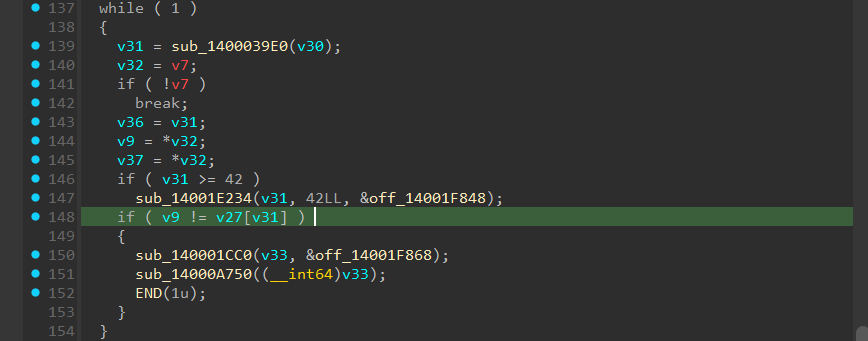 137 while ( 1 )
138 {
139 v31 = sub_1400039E0(v30);
140 v32 = v7;
141 if ( !v7 )
142 break;
143 v36 = v31;
144 v9 = *v32;
145 v37 = *v32;
146 if ( v31 >= 42 )
147 sub_14001E234(v31, 42LL, &off_14001F848);
148 if ( v9 != v27[v31] )
149 {
150 sub_140001CC0(v33, &off_14001F868);
151 sub_14000A750((__int64)v33);
152 END(1u);
153 }
154 }